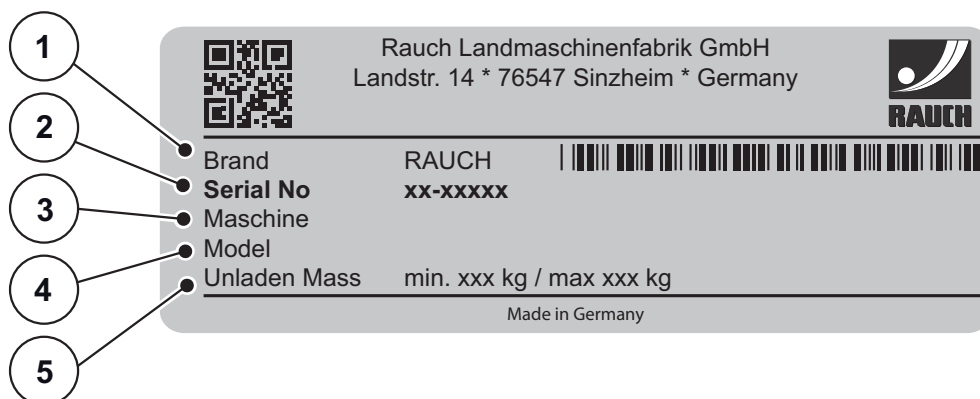 1
2
3
4
5
Rauch Landmaschinenfabrik GmbH
Landstr. 14 * 76547 Sinzheim * Germany
RAUCH
Brand RAUCH
Serial No xx-xxxxx
Maschine
Model
Unladen Mass min. xxx kg / max xxx kg
Made in Germany